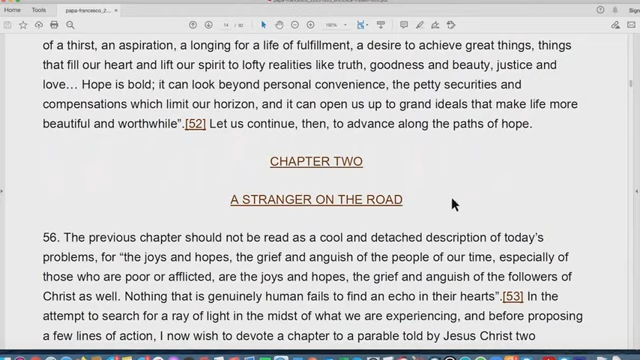 Home
Tools
14
92
150%
of a thirst, an aspiration, a longing for a life of fulfillment, a desire to achieve great things, things
that fill our heart and lift our spirit to lofty realities like truth, goodness and beauty, justice and
love… Hope is bold; it can look beyond personal convenience, the petty securities and
compensations which limit our horizon, and it can open us up to grand ideals that make life more
beautiful and worthwhile”.[52] Let us continue, then, to advance along the paths of hope.
CHAPTER TWO
A STRANGER ON THE ROAD
56. The previous chapter should not be read as a cool and detached description of today’s
problems, for “the joys and hopes, the grief and anguish of the people of our time, especially of
those who are poor or afflicted, are the joys and hopes, the grief and anguish of the followers of
Christ as well. Nothing that is genuinely human fails to find an echo in their hearts”.[53] In the
attempt to search for a ray of light in the midst of what we are experiencing, and before proposing
a few lines of action, I now wish to devote a chapter to a parable told by Jesus Christ two